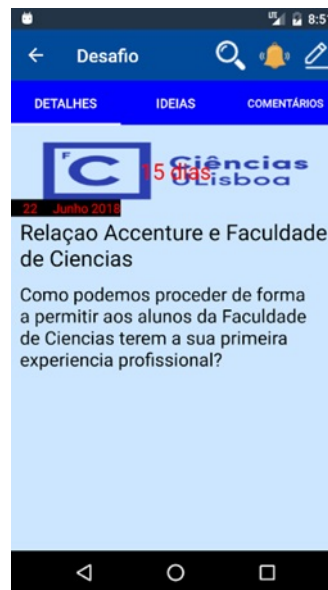 LTE 8:5
Desafio
DETALHES IDEIAS COMENTÁRIOS
F
C
Ciências
ULisboa
15 dias
22 Junho 2018
Relaçao Accenture e Faculdade
de Ciencias
Como podemos proceder de forma
a permitir aos alunos da Faculdade
de Ciencias terem a sua primeira
experiencia profissional?